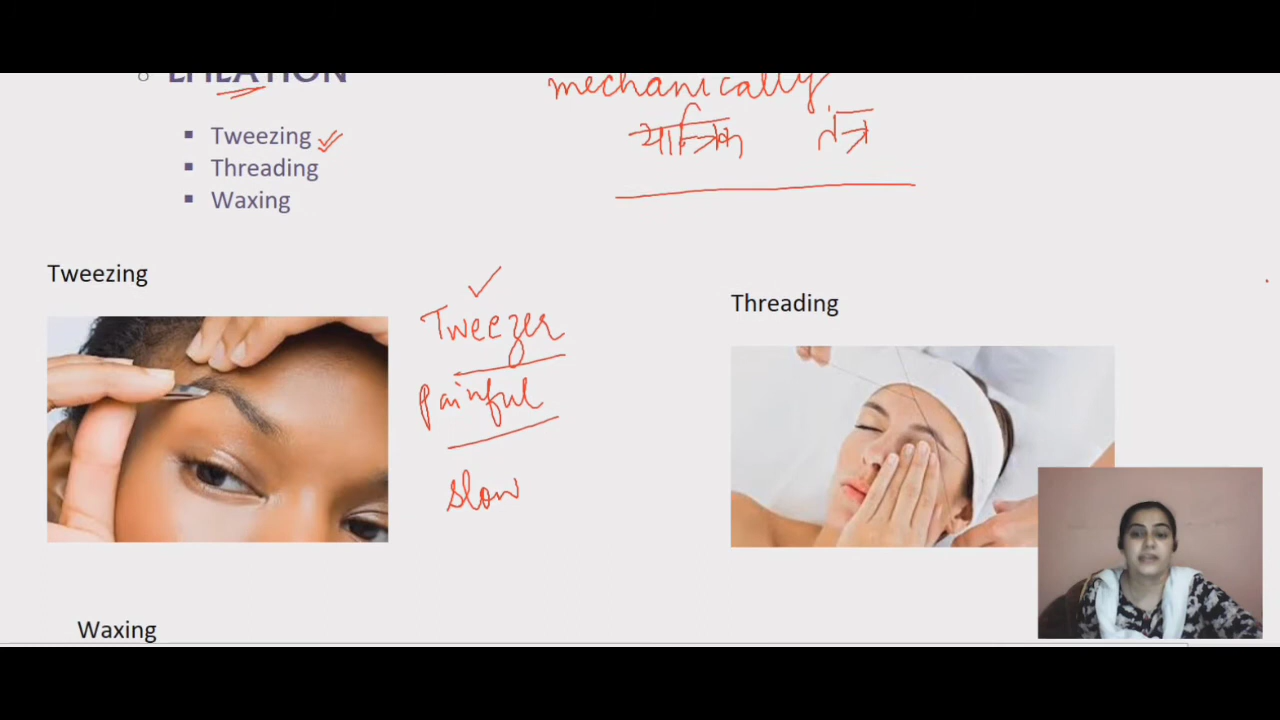 EPILATION
mechanically
यान्त्रिक
Tweezing
Threading
Waxing
Tweezing
Tweezer
Painful
slow
Threading
Waxing